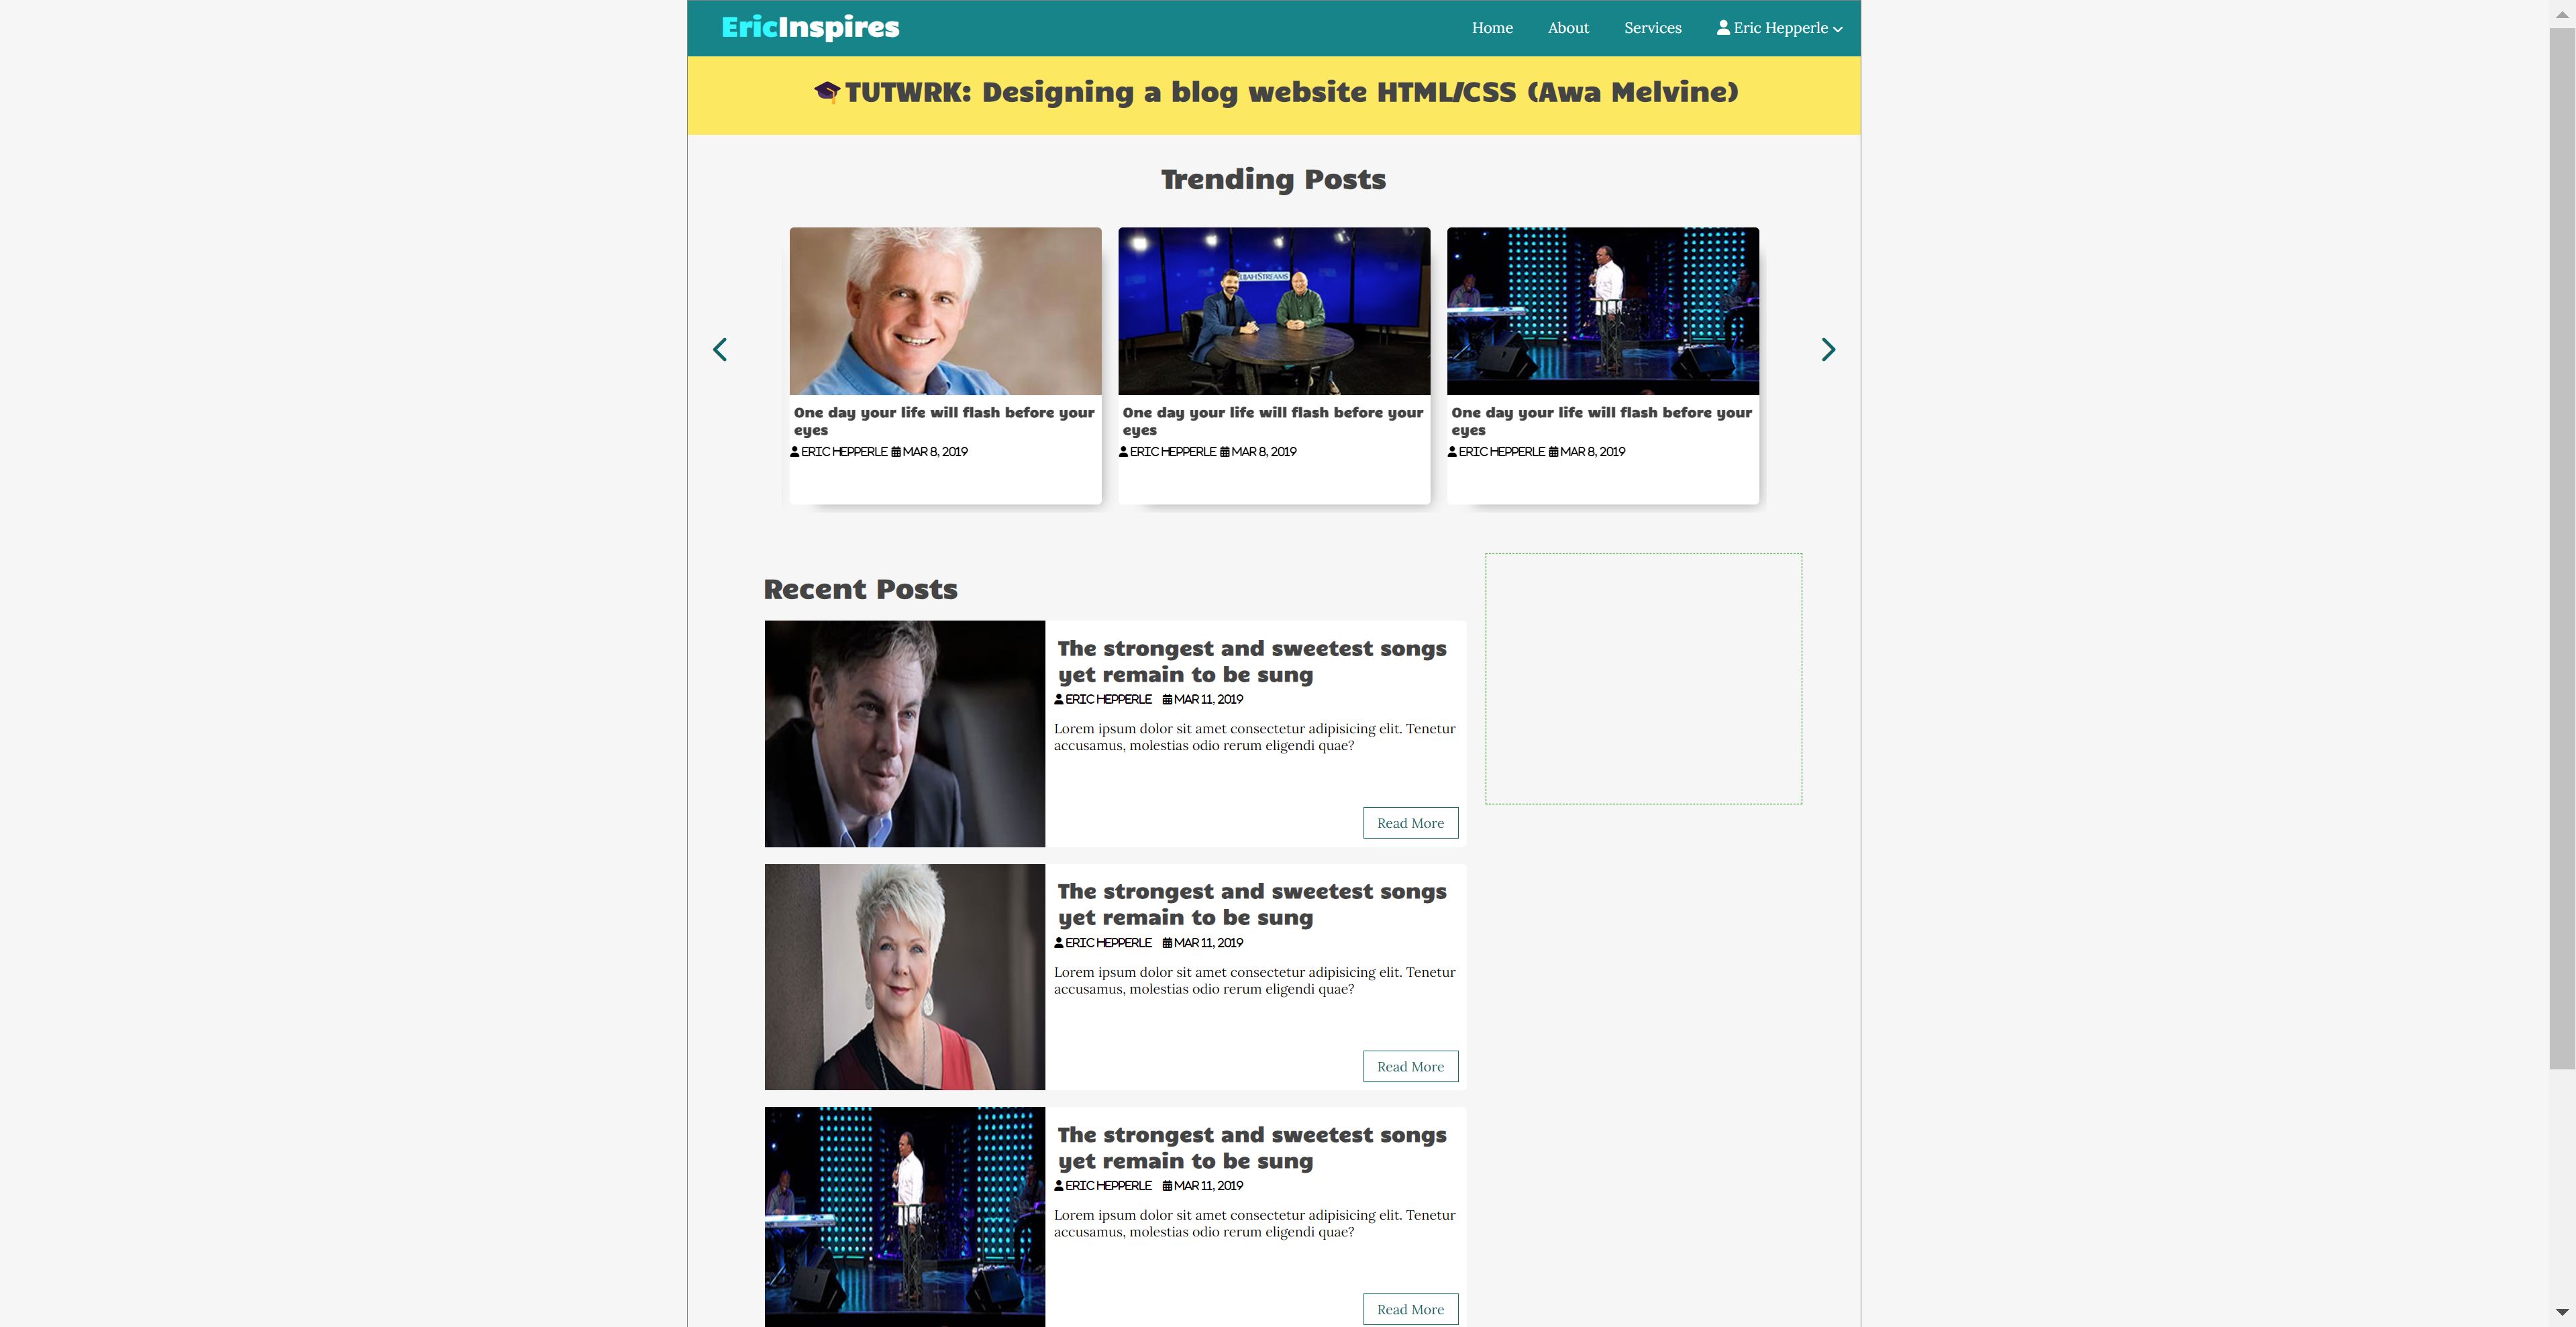 EricInspires
Home About Services Eric Hepperle
TUTWRK: Designing a blog website HTML/CSS (Awa Melvine)
Trending Posts
ELIJAHSTREAMS
One day your life will flash before your
eyes
ERIC HEPPERLE MAR 8, 2019
One day your life will flash before your
eyes
ERIC HEPPERLE MAR 8, 2019
One day your life will flash before your
eyes
ERIC HEPPERLE MAR 8, 2019
Recent Posts
The strongest and sweetest songs
yet remain to be sung
ERIC HEPPERLE MAR 11, 2019
Lorem ipsum dolor sit amet consectetur adipisicing elit. Tenetur
accusamus, molestias odio rerum eligendi quae?
Read More
The strongest and sweetest songs
yet remain to be sung
ERIC HEPPERLE MAR 11, 2019
Lorem ipsum dolor sit amet consectetur adipisicing elit. Tenetur
accusamus, molestias odio rerum eligendi quae?
Read More
The strongest and sweetest songs
yet remain to be sung
ERIC HEPPERLE MAR 11, 2019
Lorem ipsum dolor sit amet consectetur adipisicing elit. Tenetur
accusamus, molestias odio rerum eligendi quae?
Read More